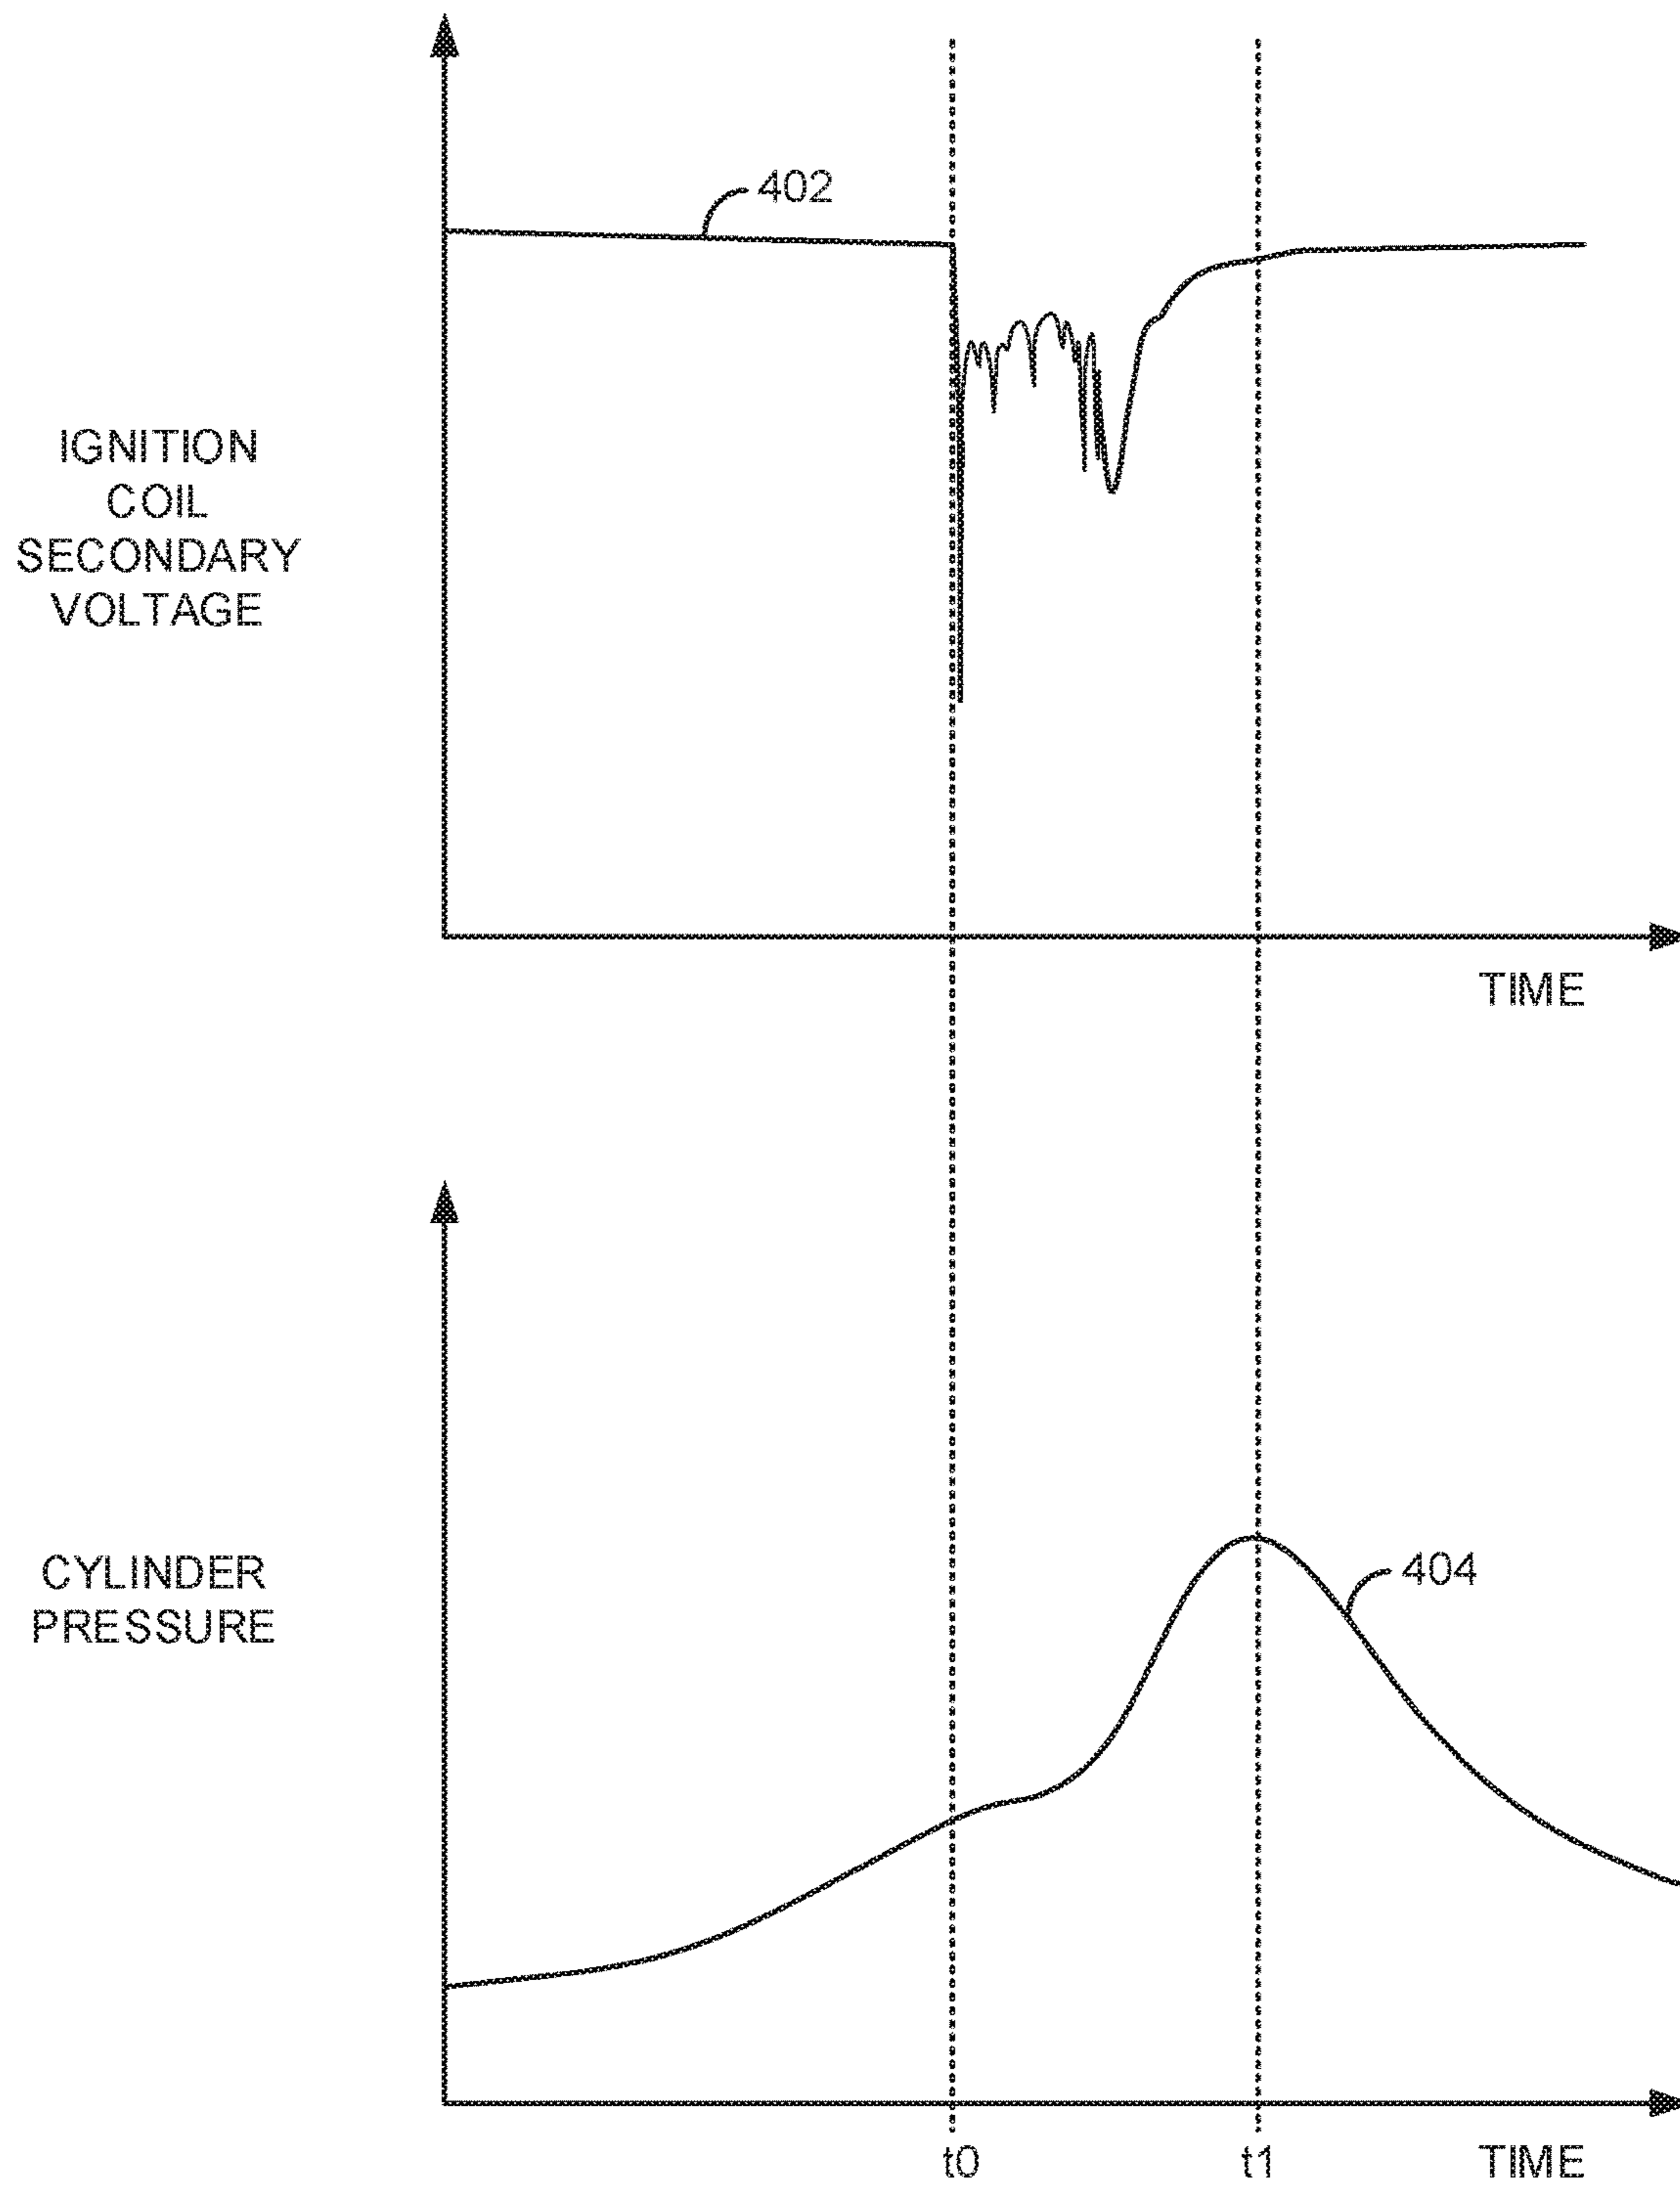 402
IGNITION
COIL
SECONDARY
VOLTAGE
TIME
CYLINDER
PRESSURE
404
t0
t1
TIME